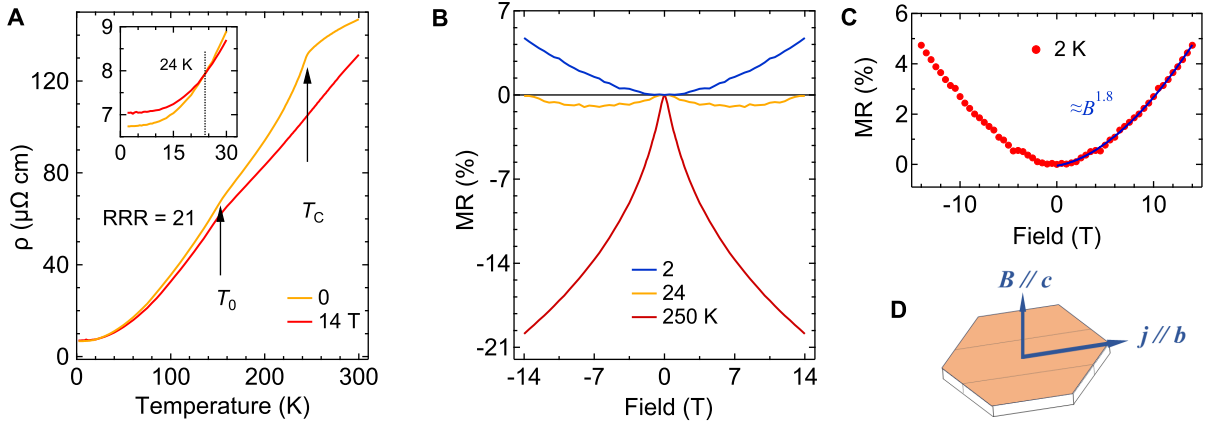 A
ρ (μΩ cm)
120
80
40
0
0
100
200
300
Temperature (K)
9
8
7
0
15
30
24 K
RRR = 21
T0
TC
0
14 T
B
MR (%)
7
0
-7
-14
-21
-14
-7
0
7
14
Field (T)
2
24
250 K
C
MR (%)
6
4
2
0
-10
0
10
Field (T)
2 K
≈B^1.8
D
B // c
j // b